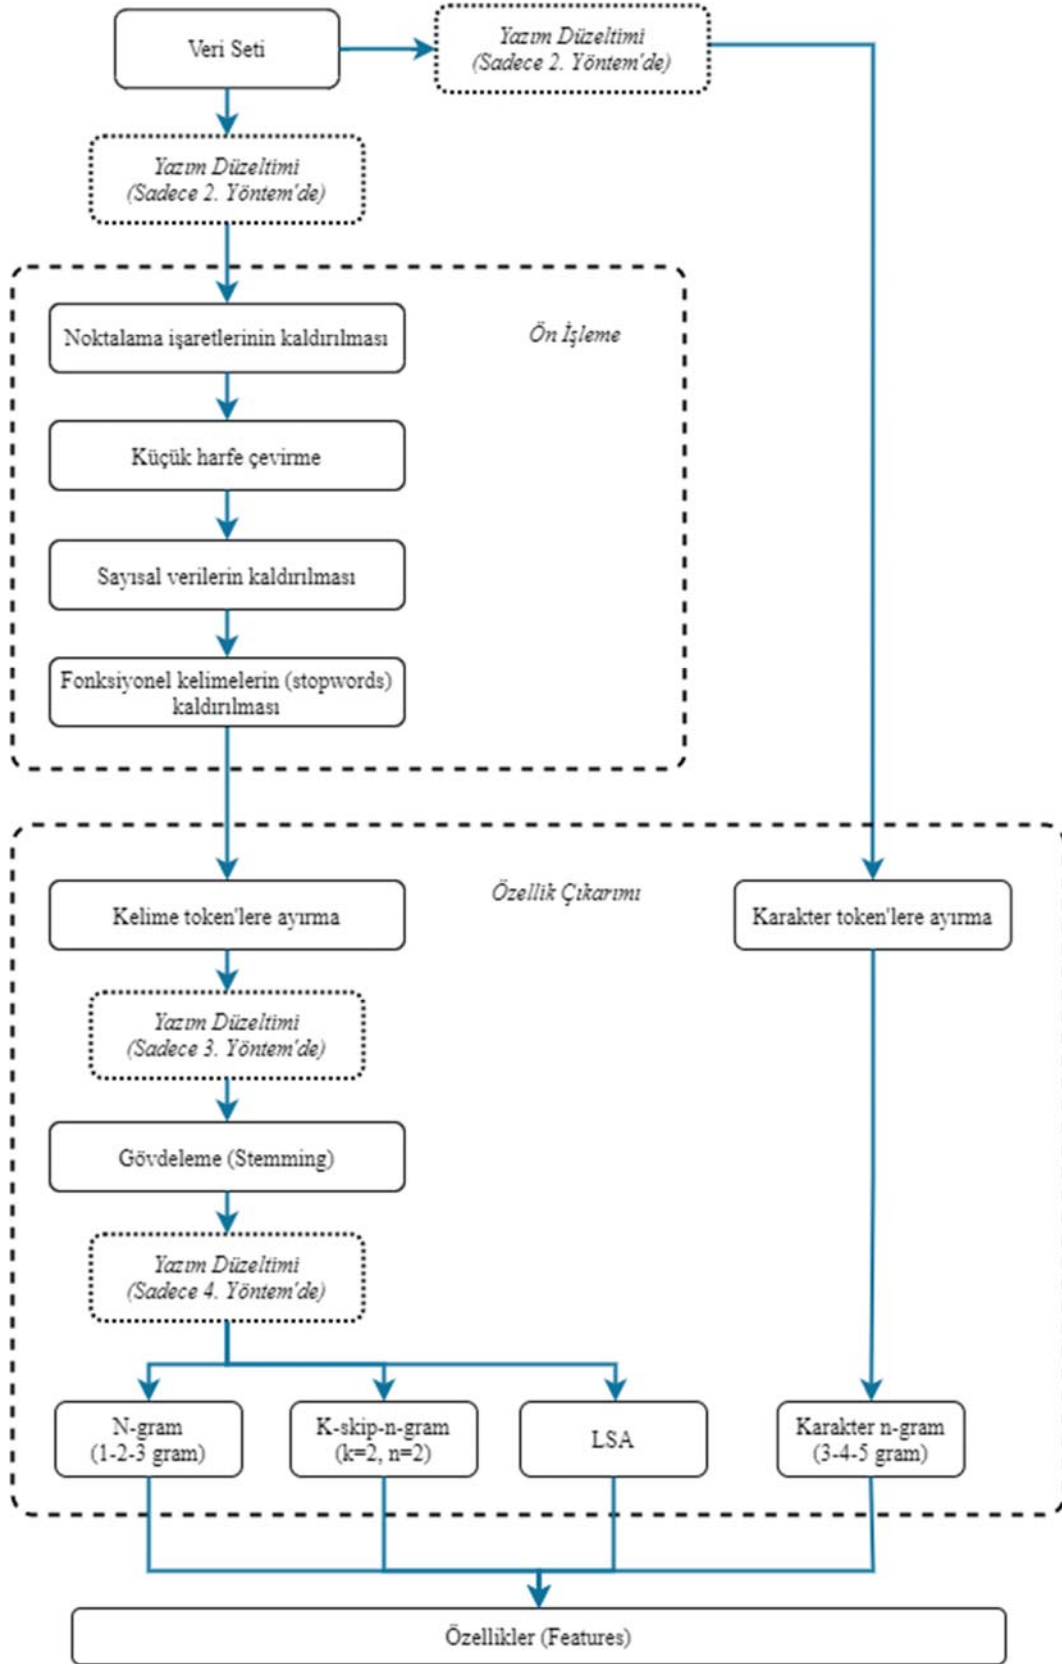 Veri Seti
Yazım Düzeltimi
(Sadece 2. Yöntem'de)
Yazım Düzeltimi
(Sadece 2. Yöntem'de)
Ön İşleme
Noktalama işaretlerinin kaldırılması
Küçük harfe çevirme
Sayısal verilerin kaldırılması
Fonksiyonel kelimelerin (stopwords)
kaldırılması
Özellik Çıkarımı
Kelime token'lere ayırma
Karakter token'lere ayırma
Yazım Düzeltimi
(Sadece 3. Yöntem'de)
Gövdeleme (Stemming)
Yazım Düzeltimi
(Sadece 4. Yöntem'de)
N-gram
(1-2-3 gram)
K-skip-n-gram
(k=2, n=2)
LSA
Karakter n-gram
(3-4-5 gram)
Özellikler (Features)